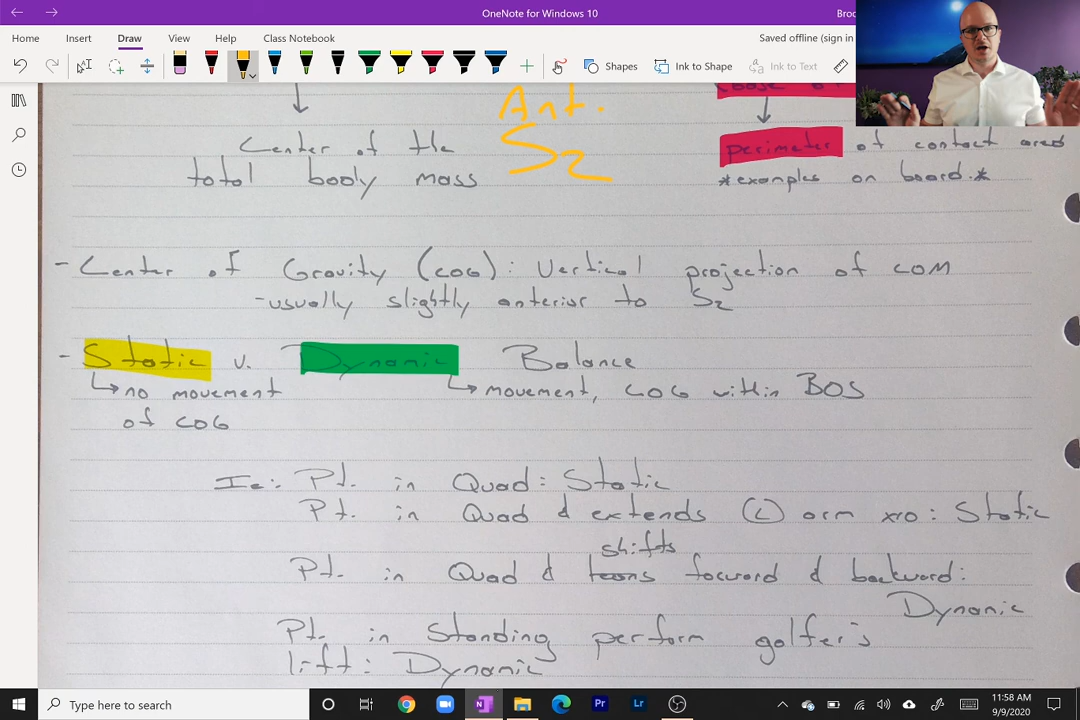 OneNote for Windows 10
Broo
Home Insert Draw View Help Class Notebook
Saved offline (sign in
Shapes Ink to Shape Ink to Text
Ant.
S2
Center of the
total body mass
perimeter of contact area
*examples on board.*
- Center of Gravity (COG): Vertical projection of COM
-usually slightly anterior to S2
- Static v. Dynamic Balance
↳ no movement
of COG
↳ movement, COG within BOS
Ie: Pt. in Quad: Static
Pt. in Quad & extends (L) arm x10: Static
shifts
Pt. in Quad & forward & backward:
Dynamic
Pt. in Standing perform golfer's
lift: Dynamic
Type here to search
11:58 AM
9/9/2020